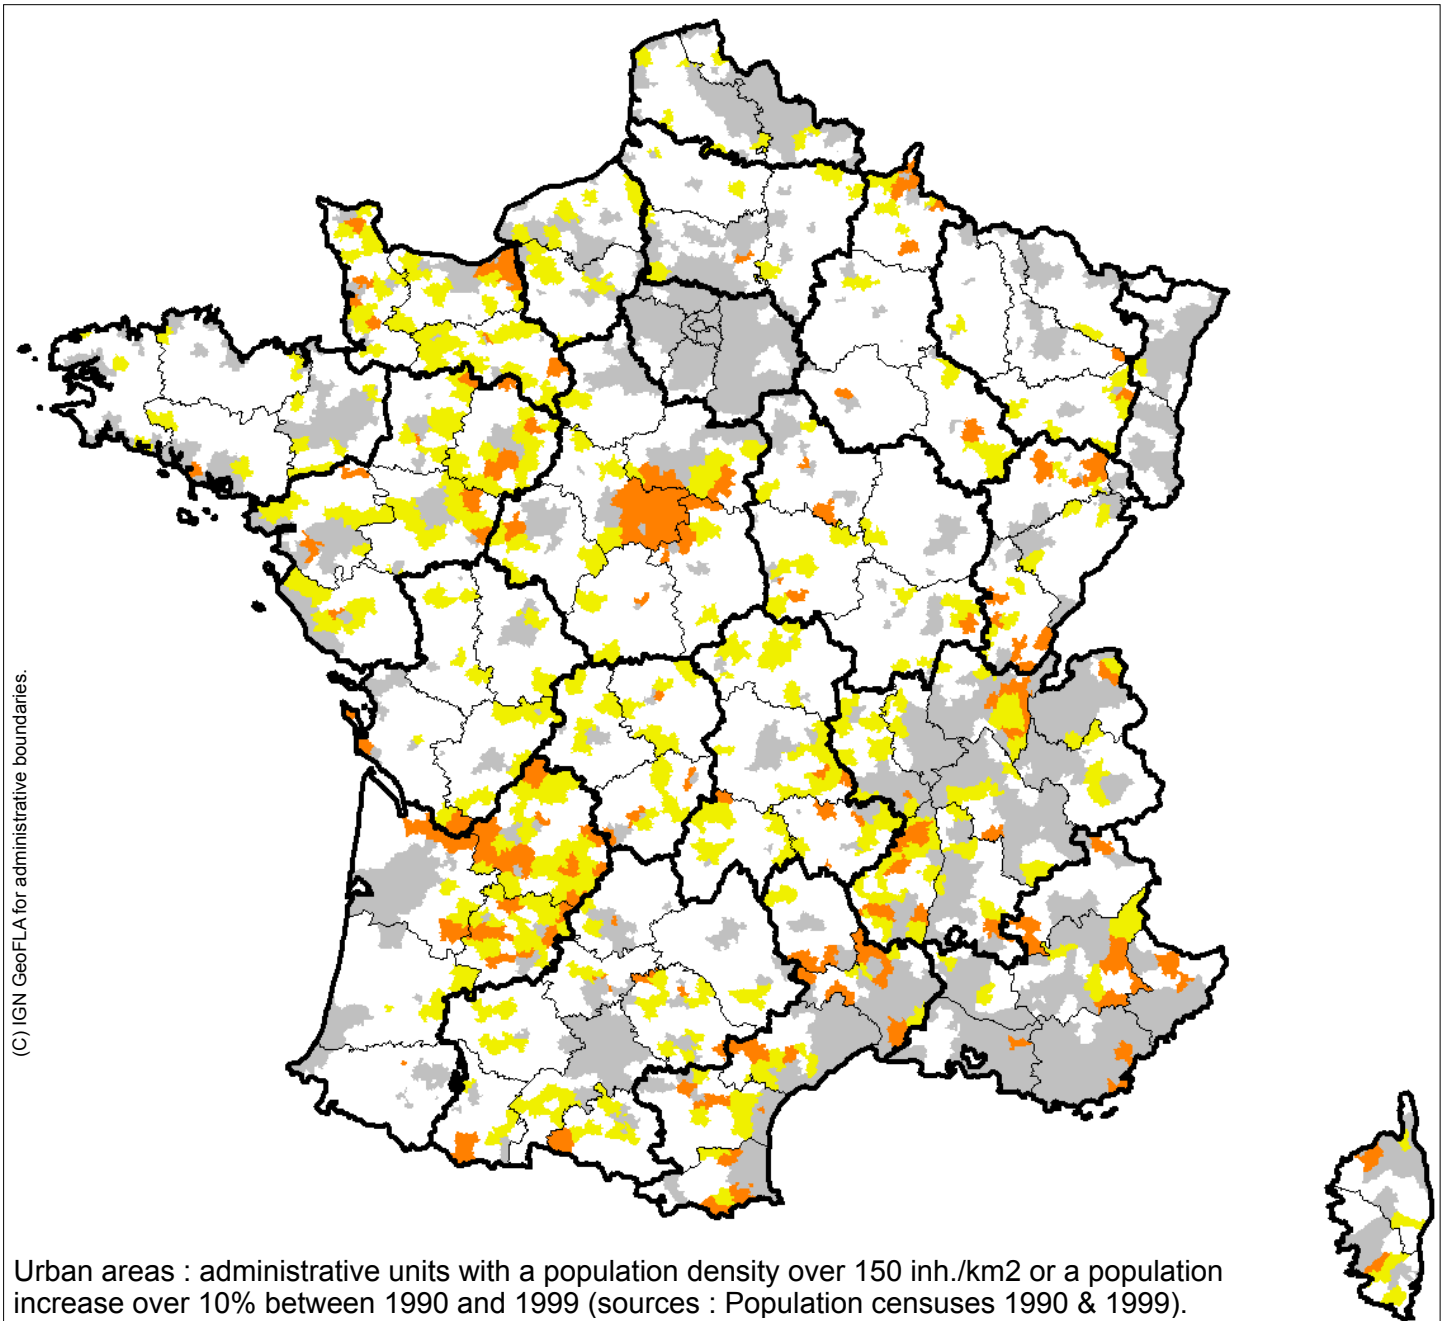 (C) IGN GeoFLA for administrative boundaries.
Urban areas : administrative units with a population density over 150 inh./km2 or a population
increase over 10% between 1990 and 1999 (sources : Population censuses 1990 & 1999).